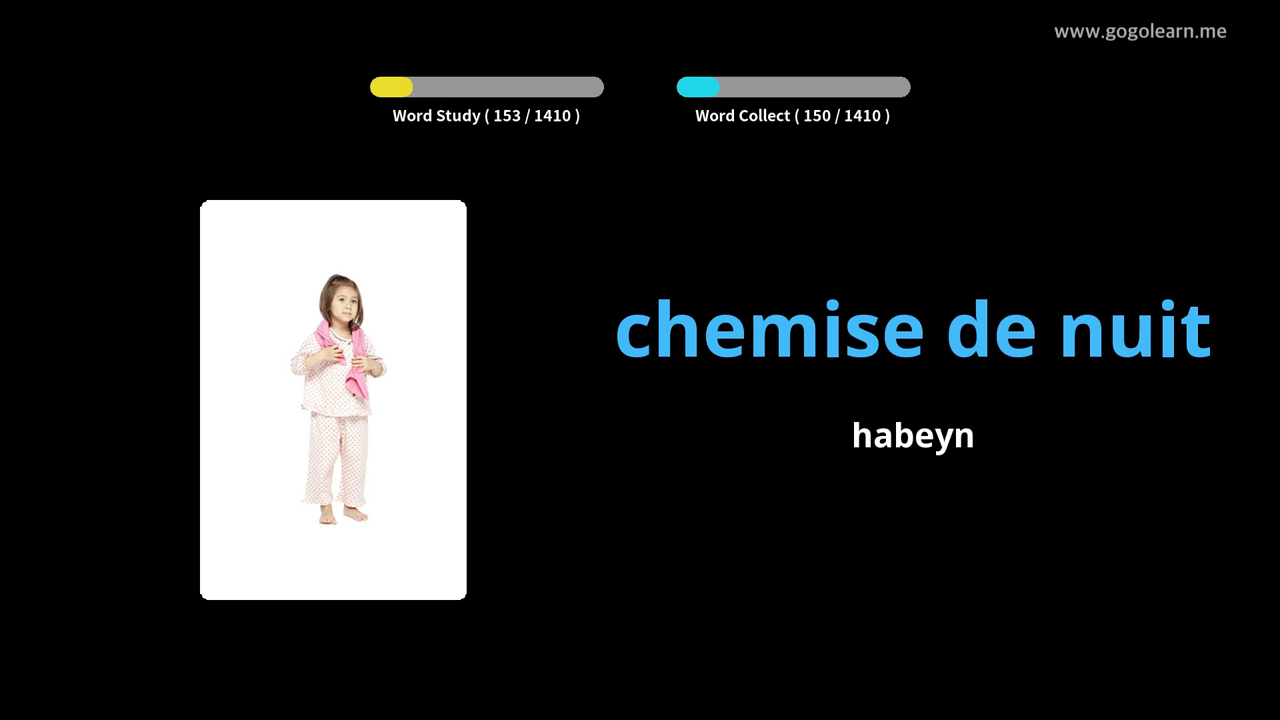 www.gogolearn.me
Word Study ( 153 / 1410 )
Word Collect ( 150 / 1410 )
chemise de nuit
habeyn